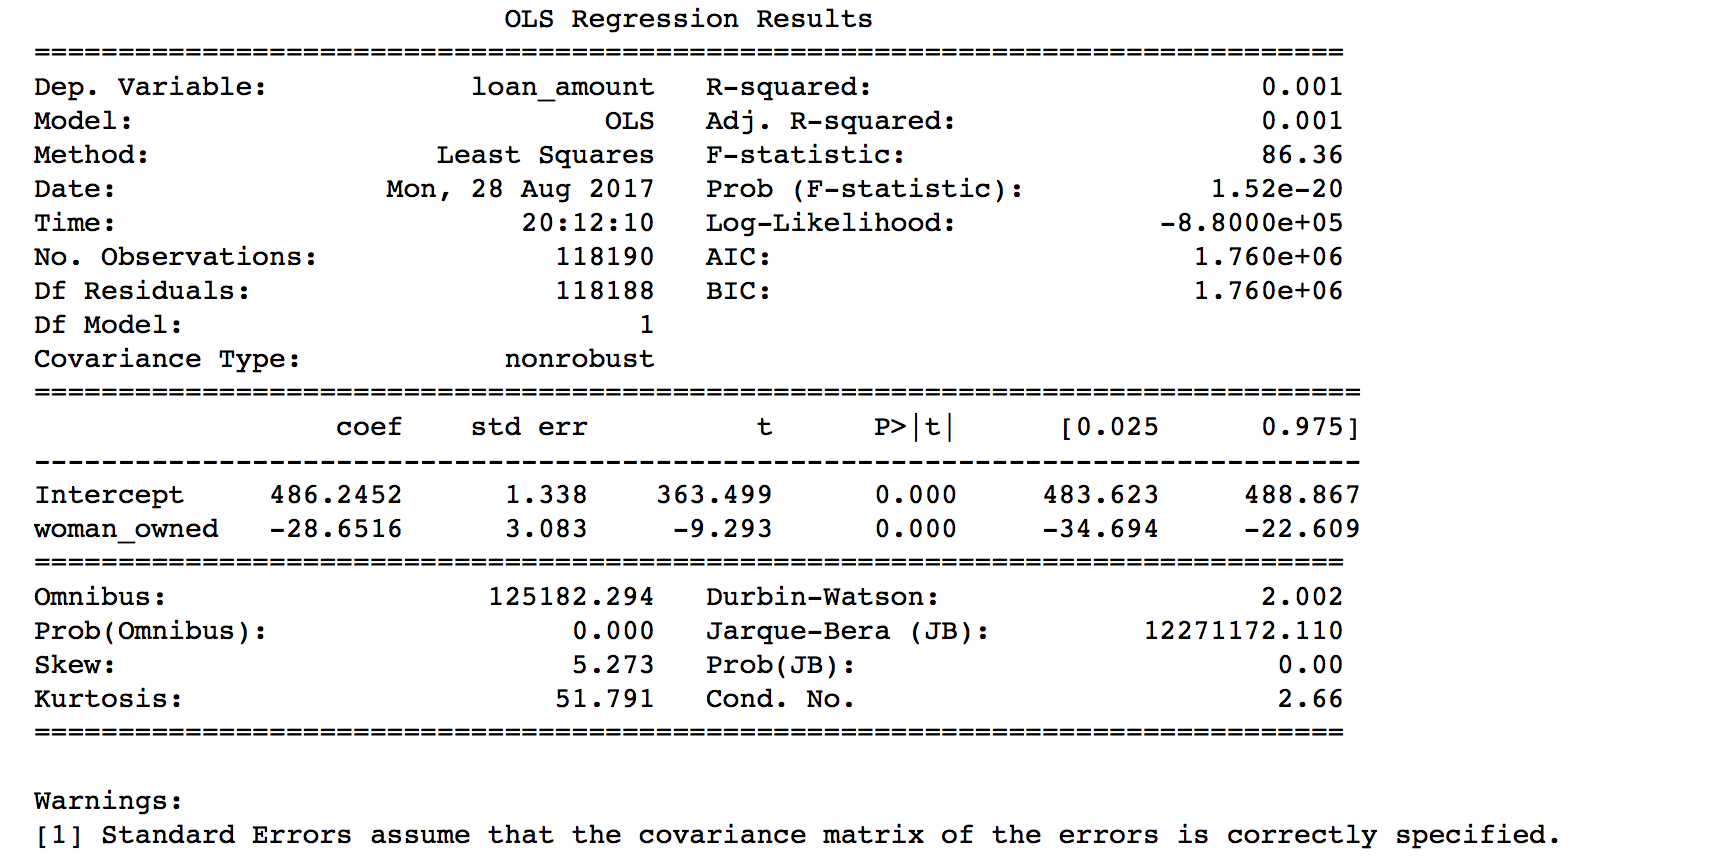 OLS Regression Results
==============================================================================
Dep. Variable: loan_amount R-squared: 0.001
Model: OLS Adj. R-squared: 0.001
Method: Least Squares F-statistic: 86.36
Date: Mon, 28 Aug 2017 Prob (F-statistic): 1.52e-20
Time: 20:12:10 Log-Likelihood: -8.8000e+05
No. Observations: 118190 AIC: 1.760e+06
Df Residuals: 118188 BIC: 1.760e+06
Df Model: 1
Covariance Type: nonrobust
===============================================================================
coef std err t P>|t| [0.025 0.975]
-------------------------------------------------------------------------------
Intercept 486.2452 1.338 363.499 0.000 483.623 488.867
woman_owned -28.6516 3.083 -9.293 0.000 -34.694 -22.609
==============================================================================
Omnibus: 125182.294 Durbin-Watson: 2.002
Prob(Omnibus): 0.000 Jarque-Bera (JB): 12271172.110
Skew: 5.273 Prob(JB): 0.00
Kurtosis: 51.791 Cond. No. 2.66
==============================================================================
Warnings:
[1] Standard Errors assume that the covariance matrix of the errors is correctly specified.